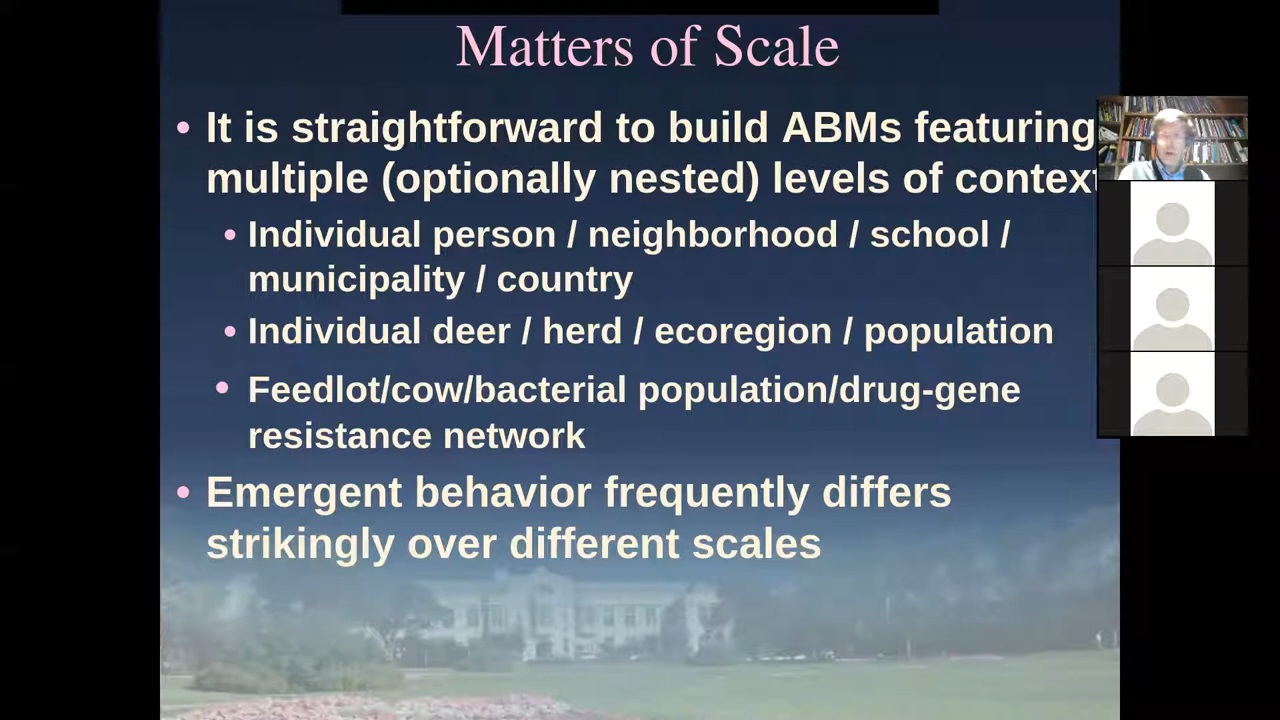 Matters of Scale
• It is straightforward to build ABMs featuring
multiple (optionally nested) levels of context
• Individual person / neighborhood / school /
municipality / country
• Individual deer / herd / ecoregion / population
• Feedlot/cow/bacterial population/drug-gene
resistance network
• Emergent behavior frequently differs
strikingly over different scales